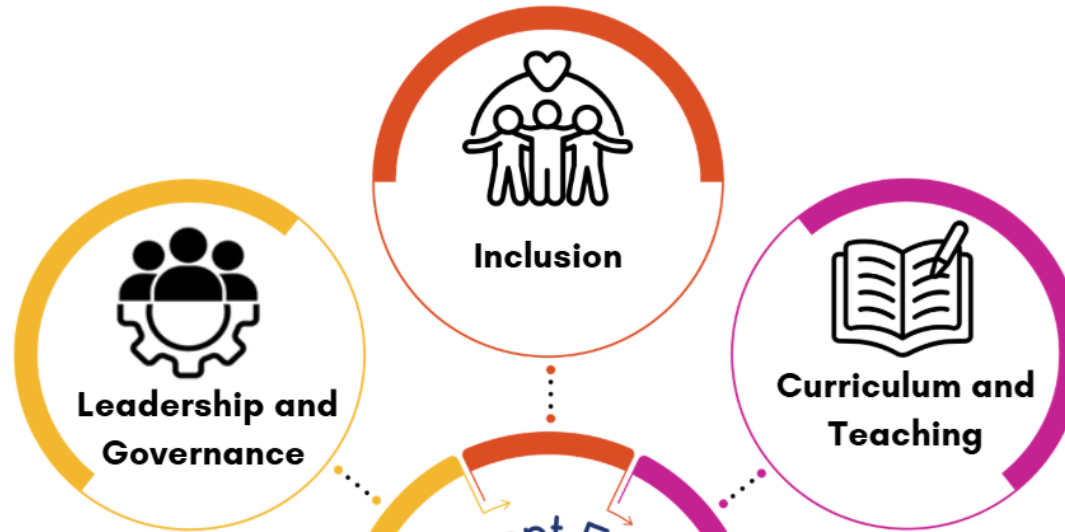 Inclusion
Leadership and
Governance
Curriculum and
Teaching